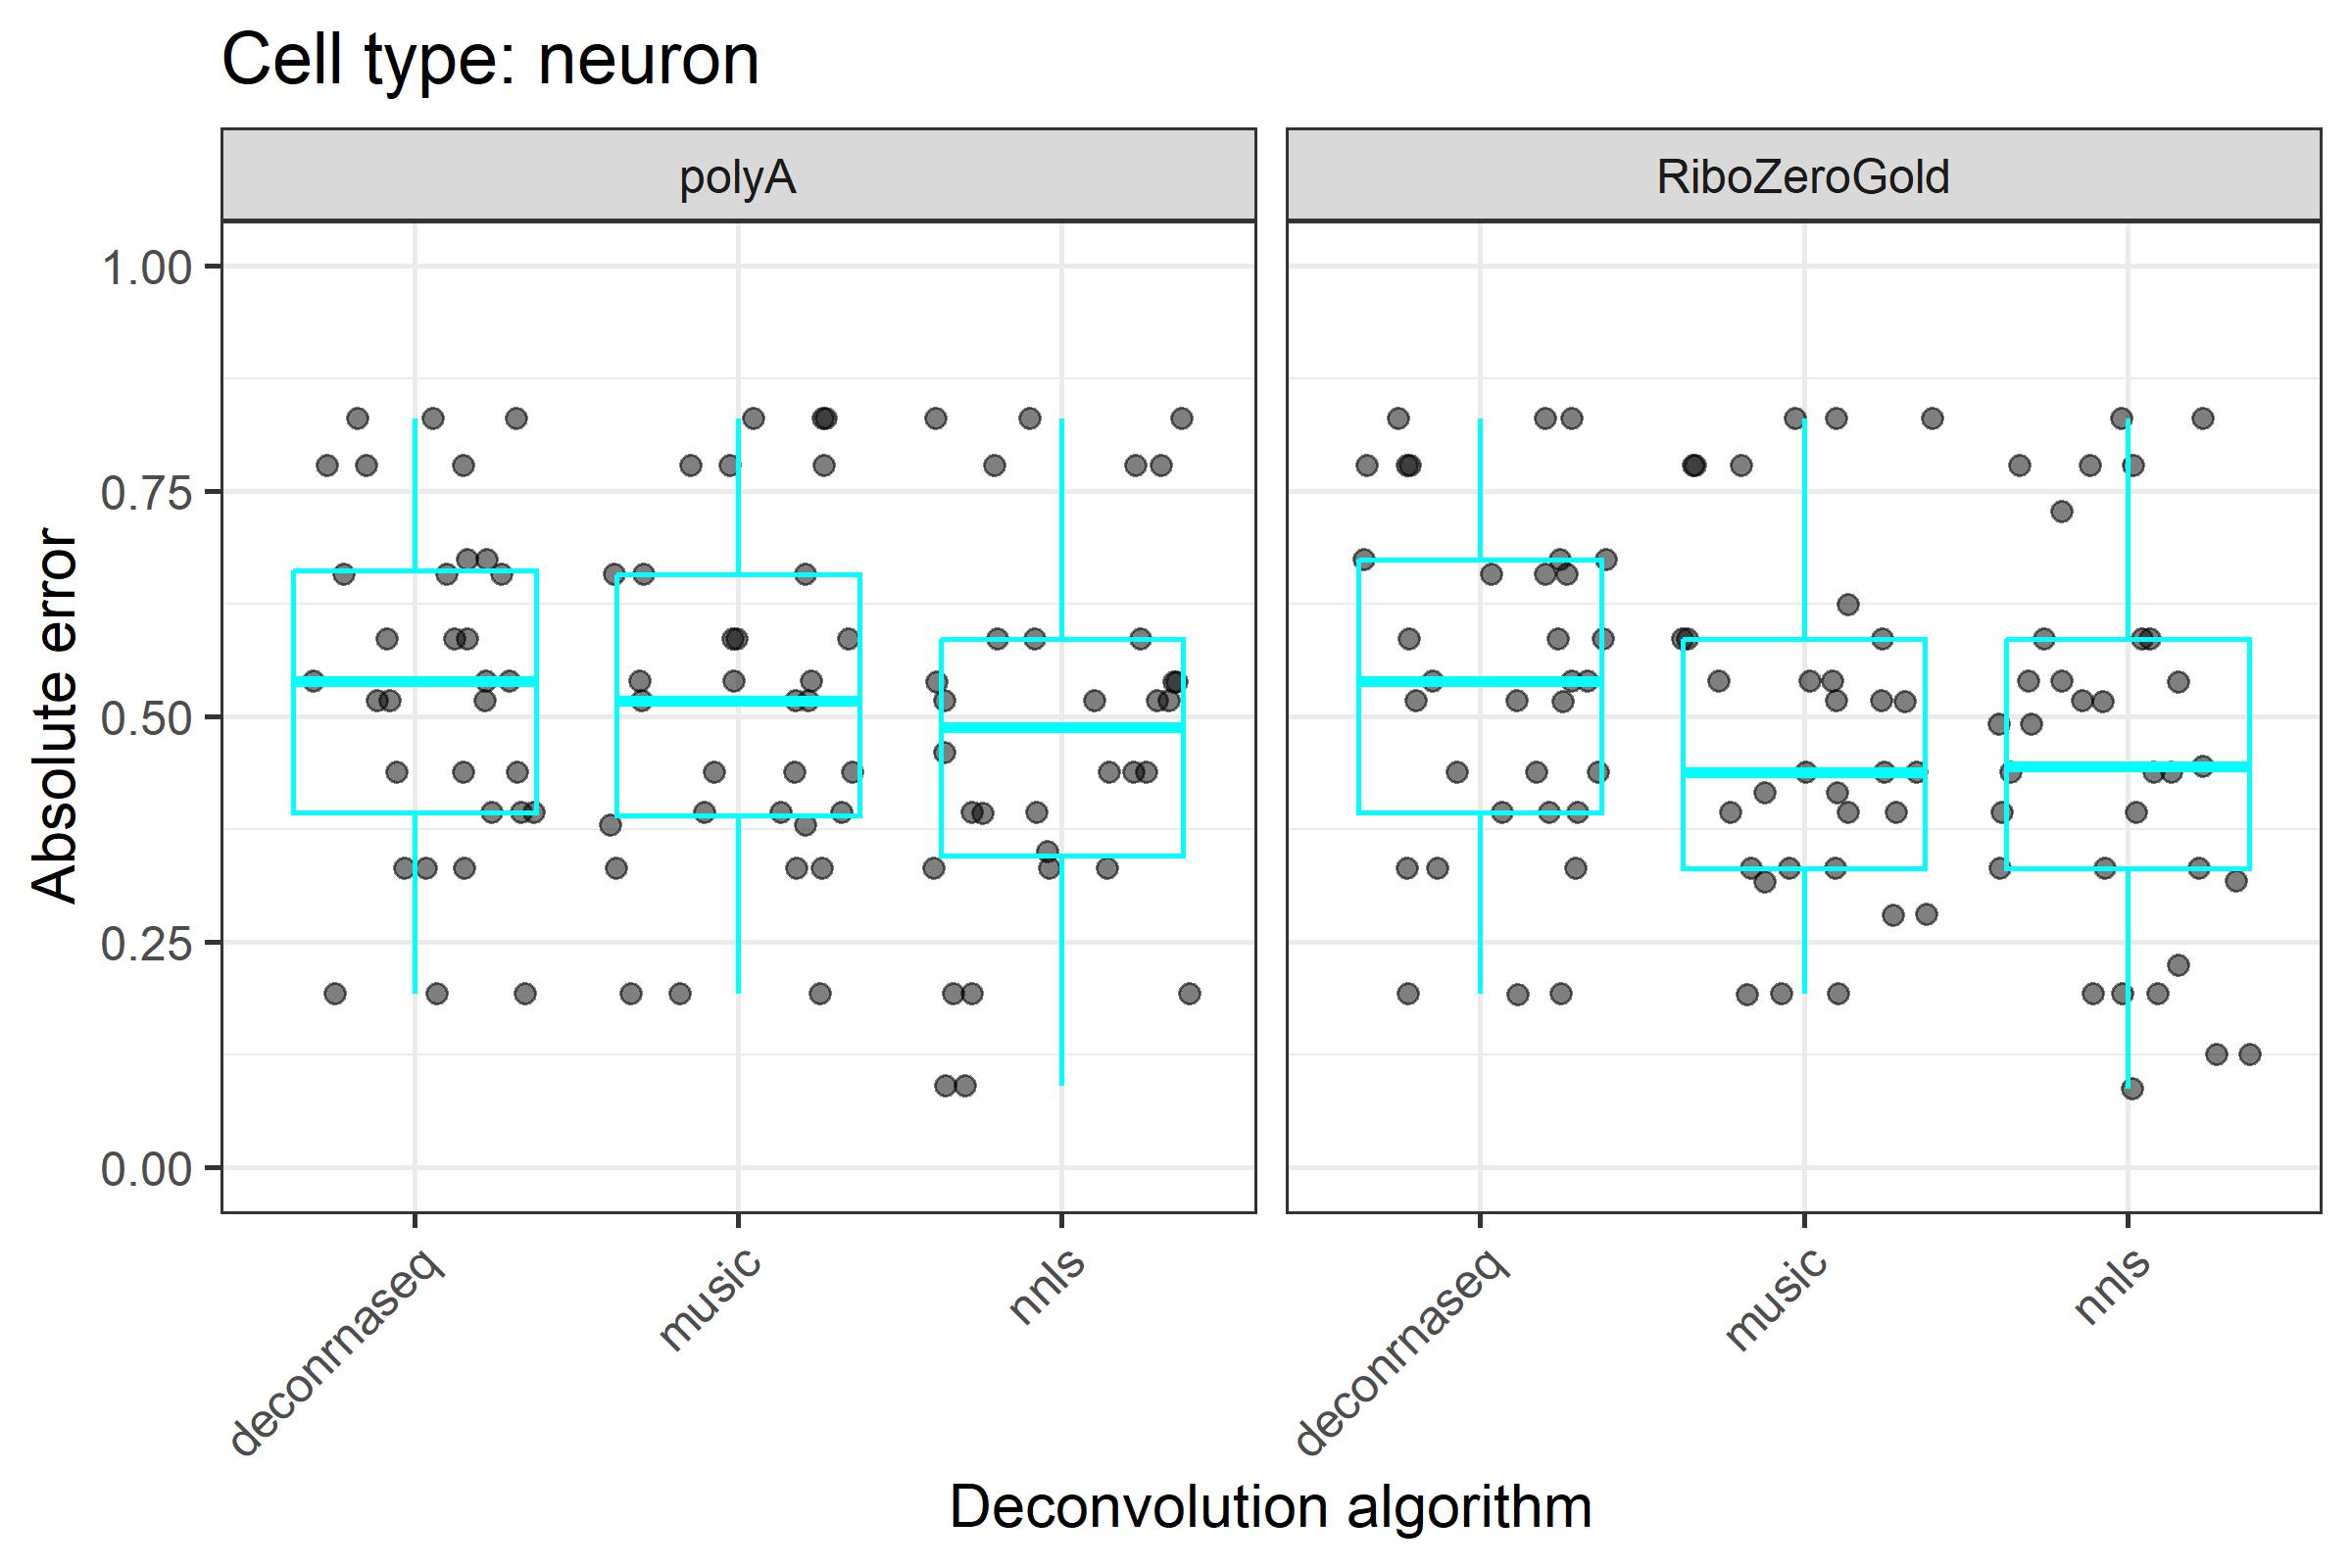 Cell type: neuron
polyA
RiboZeroGold
1.00
0.75
0.50
0.25
0.00
Absolute error
deconrnaseq
music
nnls
deconrnaseq
music
nnls
Deconvolution algorithm